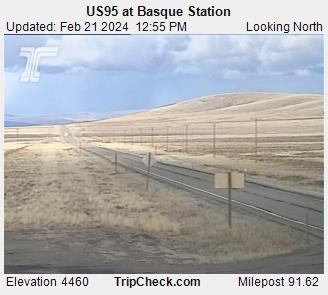 US95 at Basque Station
Updated: Feb 21 2024 12:55 PM Looking North
Elevation 4460 TripCheck.com Milepost 91.62